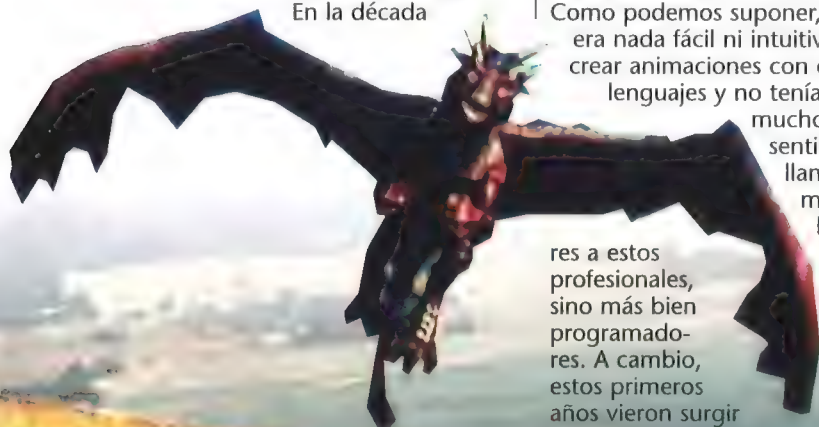 En la década
Como podemos suponer,
era nada fácil ni intuitiv
crear animaciones con
lenguajes y no tenía
mucho
senti
llan
m
res a estos
profesionales,
sino más bien
programado-
res. A cambio,
estos primeros
años vieron surgir